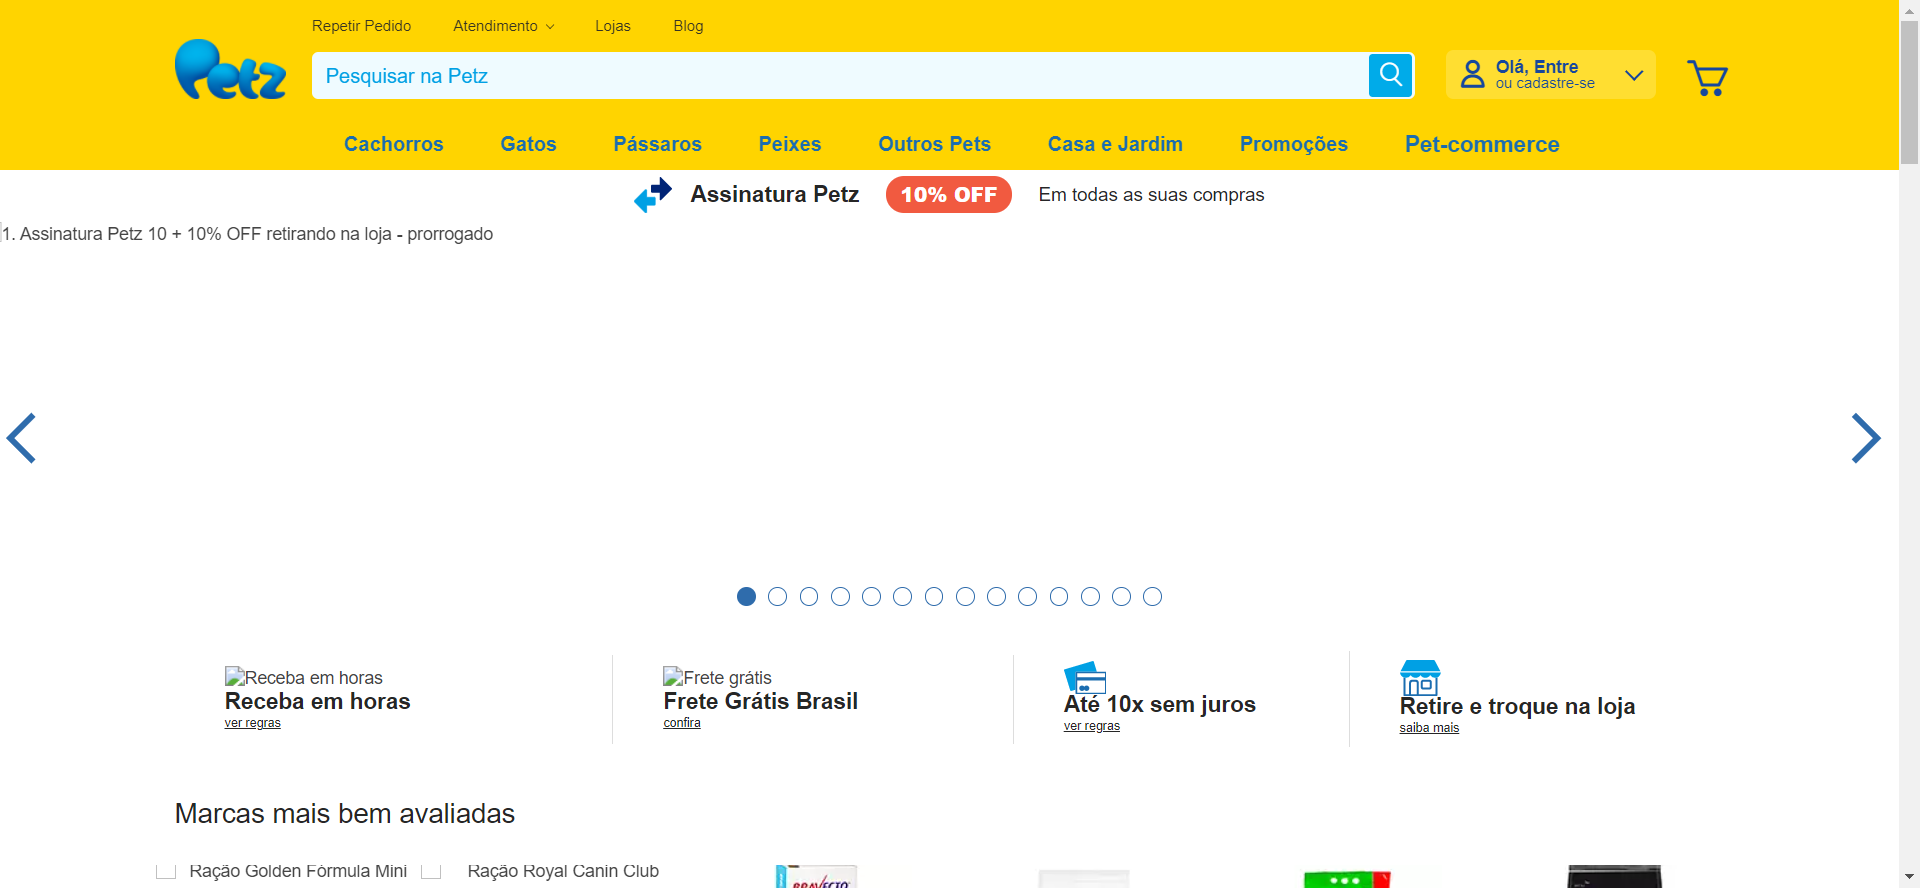 Repetir Pedido Atendimento Lojas Blog
Petz
Pesquisar na Petz
Olá, Entre
ou cadastre-se
Cachorros Gatos Pássaros Peixes Outros Pets Casa e Jardim Promoções Pet-commerce
Assinatura Petz 10% OFF Em todas as suas compras
1. Assinatura Petz 10 + 10% OFF retirando na loja - prorrogado
Receba em horas
Receba em horas
ver regras
Frete grátis
Frete Grátis Brasil
confira
Até 10x sem juros
ver regras
Retire e troque na loja
saiba mais
Marcas mais bem avaliadas
Ração Golden Fórmula Mini
Ração Royal Canin Club
BRAVECTO